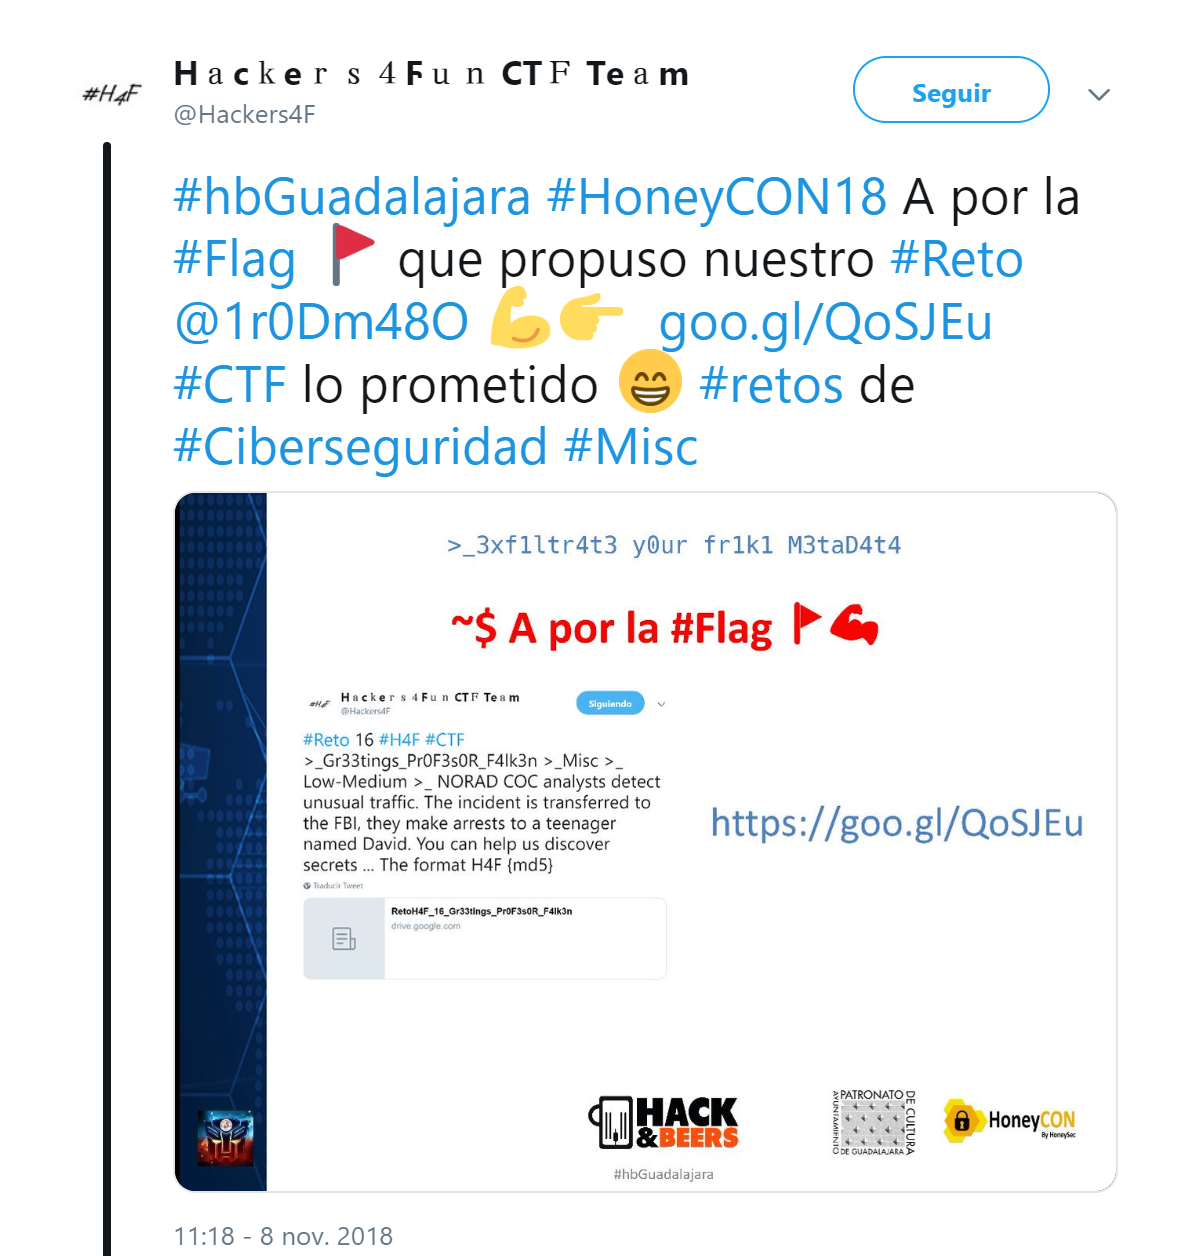 #H4F
Hackers 4Fun CTF Team
@Hackers4F
Seguir
#hbGuadalajara #HoneyCON18 A por la
#Flag 🚩 que propuso nuestro #Reto
@1r0Dm48O 💪👉 goo.gl/QoSJEu
#CTF lo prometido 😁 #retos de
#Ciberseguridad #Misc
>_3xf1ltr4t3 y0ur fr1k1 M3taD4t4
~$ A por la #Flag 🚩💪
#H4F
Hackers 4Fun CTF Team
@Hackers4F
Siguiendo
#Reto 16 #H4F #CTF
>_Gr33tings_Pr0F3s0R_F4lk3n >_Misc >_
Low-Medium >_ NORAD COC analysts detect
unusual traffic. The incident is transferred to
the FBI, they make arrests to a teenager
named David. You can help us discover
secrets ... The format H4F {md5}
Traducir Tweet
RetoH4F_16_Gr33tings_Pr0F3s0R_F4lk3n
drive.google.com
https://goo.gl/QoSJEu
HACK
&BEERS
#hbGuadalajara
PATRONATO
DE CULTURA
AYUNTAMIENTO
DE GUADALAJARA
HoneyCON
By HoneySec
11:18 - 8 nov. 2018